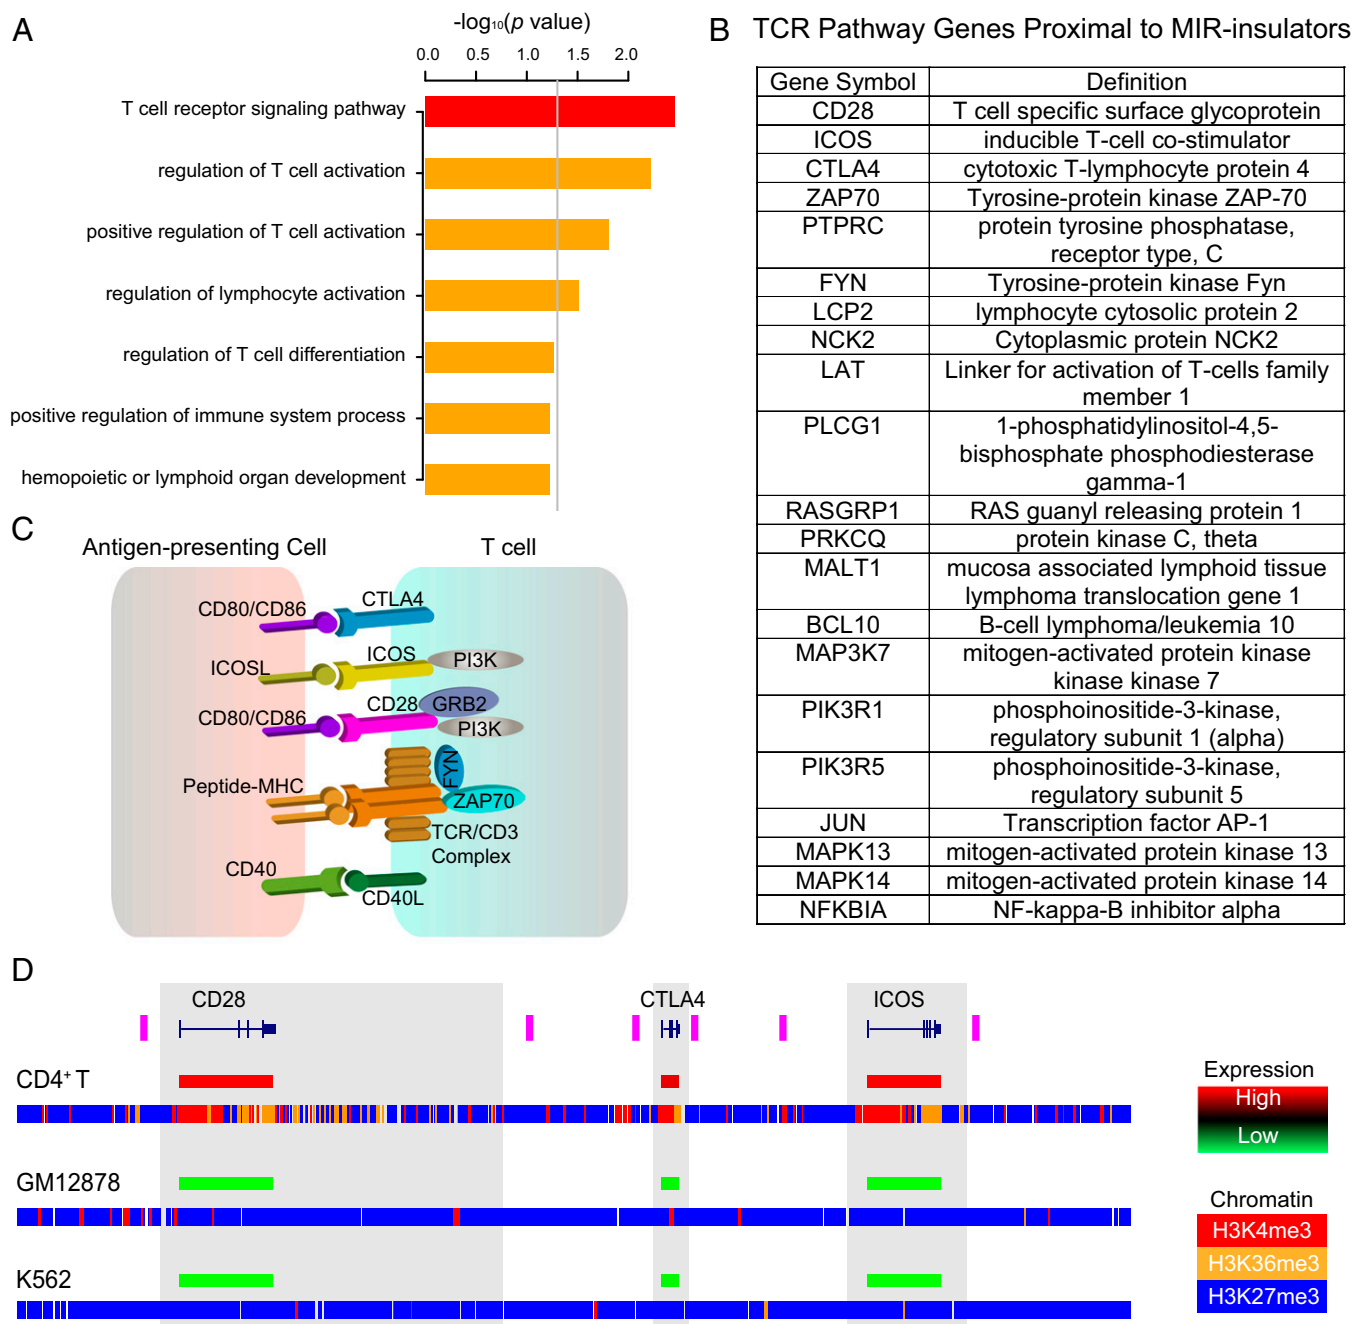 A
-log₁₀(p value)
0.0 0.5 1.0 1.5 2.0
T cell receptor signaling pathway
regulation of T cell activation
positive regulation of T cell activation
regulation of lymphocyte activation
regulation of T cell differentiation
positive regulation of immune system process
hemopoietic or lymphoid organ development
B TCR Pathway Genes Proximal to MIR-insulators
Gene Symbol Definition
CD28 T cell specific surface glycoprotein
ICOS inducible T-cell co-stimulator
CTLA4 cytotoxic T-lymphocyte protein 4
ZAP70 Tyrosine-protein kinase ZAP-70
PTPRC protein tyrosine phosphatase,
receptor type, C
FYN Tyrosine-protein kinase Fyn
LCP2 lymphocyte cytosolic protein 2
NCK2 Cytoplasmic protein NCK2
LAT Linker for activation of T-cells family
member 1
PLCG1 1-phosphatidylinositol-4,5-
bisphosphate phosphodiesterase
gamma-1
RASGRP1 RAS guanyl releasing protein 1
PRKCQ protein kinase C, theta
MALT1 mucosa associated lymphoid tissue
lymphoma translocation gene 1
BCL10 B-cell lymphoma/leukemia 10
MAP3K7 mitogen-activated protein kinase
kinase kinase 7
PIK3R1 phosphoinositide-3-kinase,
regulatory subunit 1 (alpha)
PIK3R5 phosphoinositide-3-kinase,
regulatory subunit 5
JUN Transcription factor AP-1
MAPK13 mitogen-activated protein kinase 13
MAPK14 mitogen-activated protein kinase 14
NFKBIA NF-kappa-B inhibitor alpha
C
Antigen-presenting Cell T cell
CD80/CD86 CTLA4
ICOSL ICOS PI3K
CD80/CD86 CD28 GRB2
PI3K
FYN
Peptide-MHC ZAP70
TCR/CD3
Complex
CD40 CD40L
D
CD28 CTLA4 ICOS
CD4⁺ T
GM12878
K562
Expression
High
Low
Chromatin
H3K4me3
H3K36me3
H3K27me3